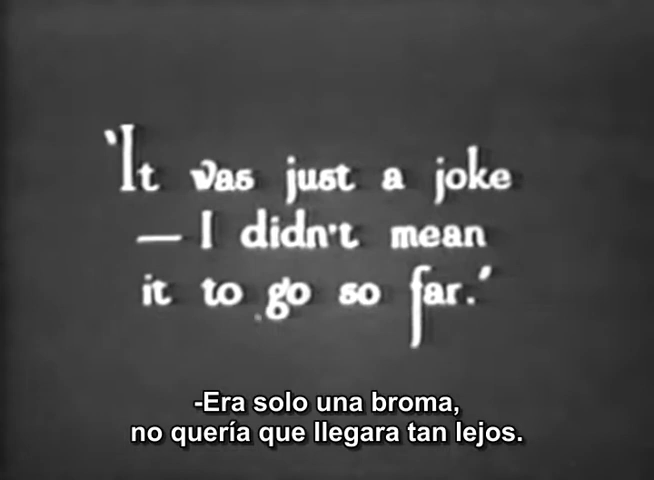 'It was just a joke
— I didn't mean
it to go so far.'
-Era solo una broma,
no quería que llegara tan lejos.